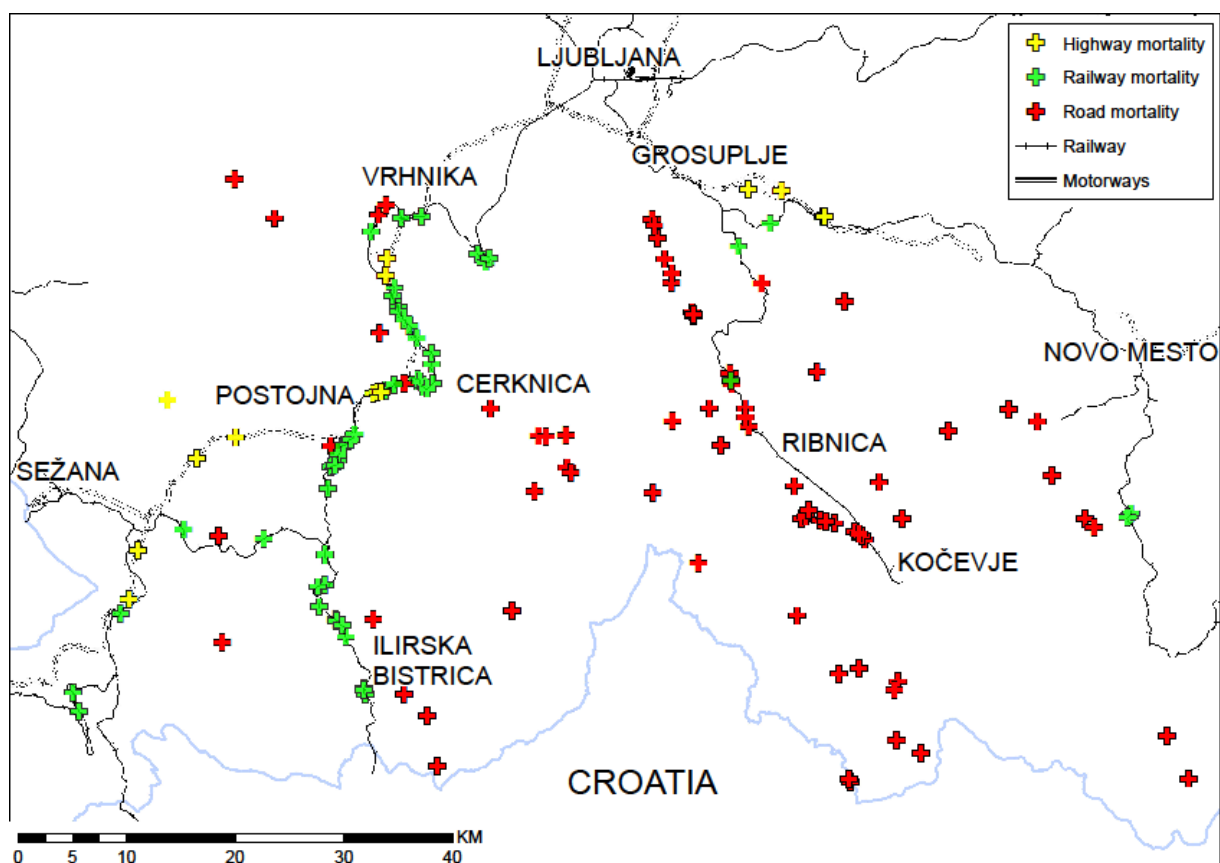 LJUBLJANA
Highway mortality
Railway mortality
Road mortality
Railway
Motorways
GROSUPLJE
VRHNIKA
NOVO MESTO
POSTOJNA
CERKNICA
RIBNICA
SEŽANA
KOČEVJE
ILIRSKA
BISTRICA
CROATIA
KM
0 5 10 20 30 40